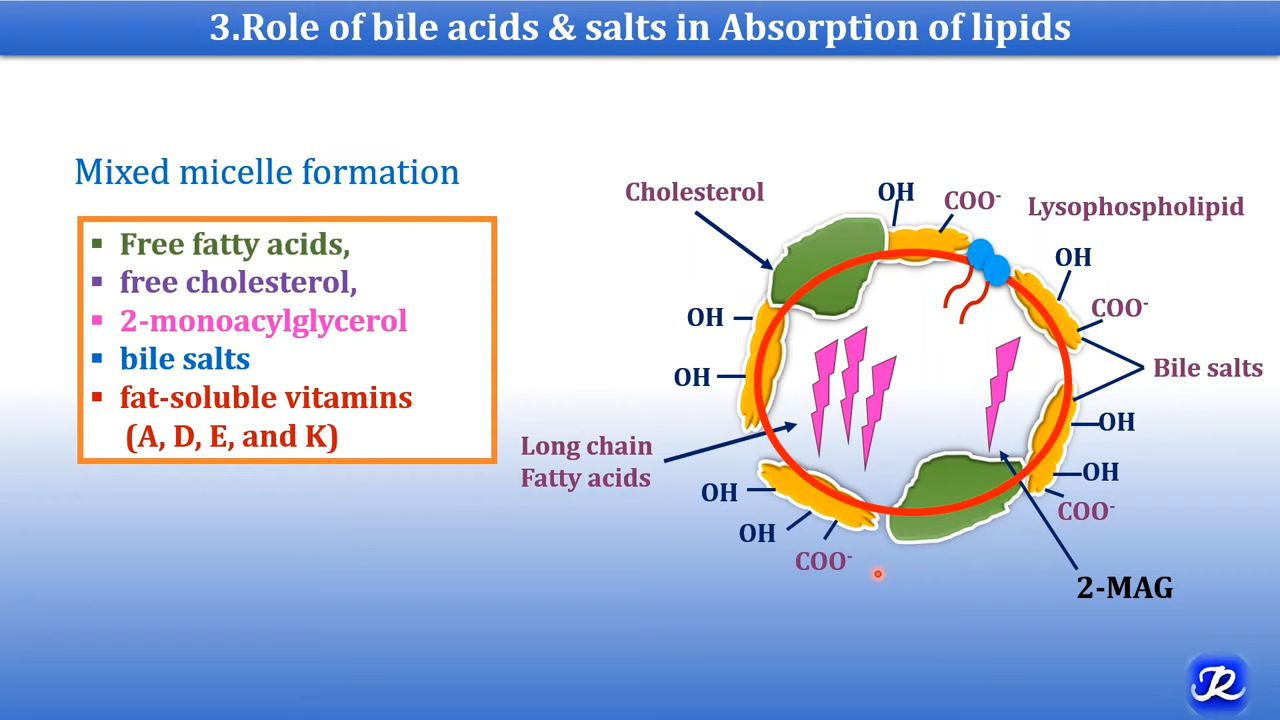 3.Role of bile acids & salts in Absorption of lipids
Mixed micelle formation
▪ Free fatty acids,
▪ free cholesterol,
▪ 2-monoacylglycerol
▪ bile salts
▪ fat-soluble vitamins
(A, D, E, and K)
Cholesterol
OH
COO-
Lysophospholipid
OH
COO-
OH
OH
Bile salts
OH
Long chain
Fatty acids
OH
COO-
OH
OH
COO-
2-MAG
JR